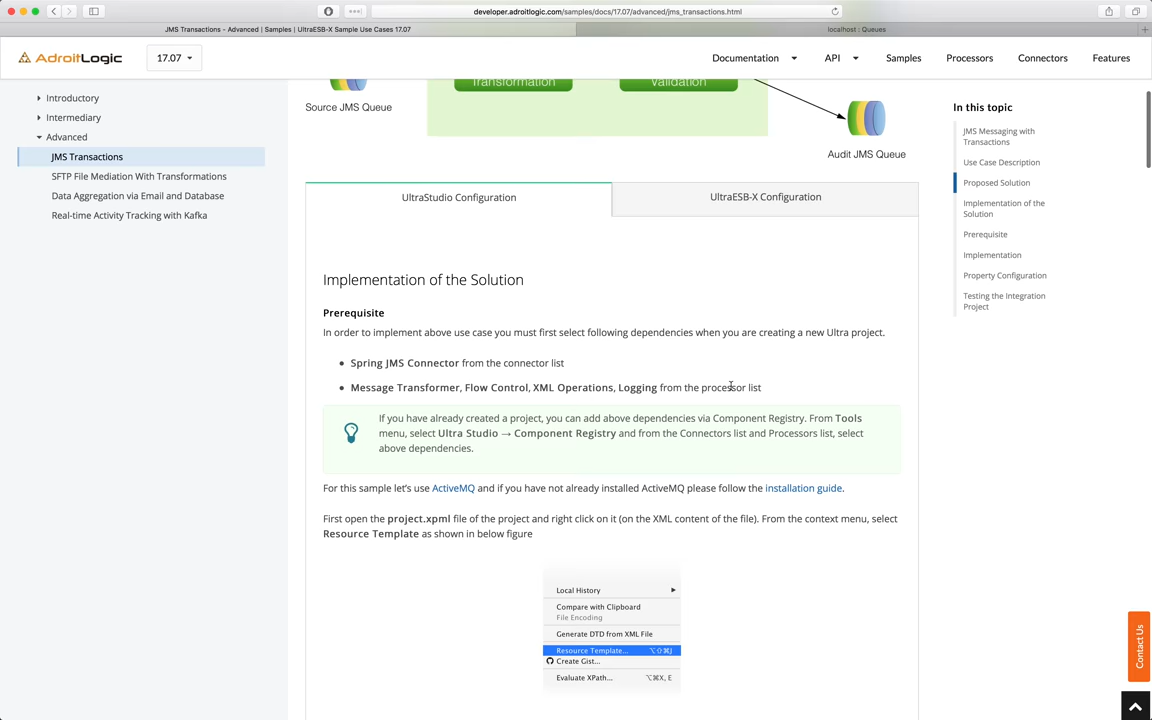 developer.adroitlogic.com/samples/docs/17.07/advanced/jms_transactions.html
JMS Transactions - Advanced | Samples | UltraESB-X Sample Use Cases 17.07
localhost : Queues
AdroitLogic
17.07
Documentation
API
Samples
Processors
Connectors
Features
Introductory
Intermediary
Advanced
JMS Transactions
SFTP File Mediation With Transformations
Data Aggregation via Email and Database
Real-time Activity Tracking with Kafka
Transformation
Validation
Source JMS Queue
Audit JMS Queue
UltraStudio Configuration
UltraESB-X Configuration
Implementation of the Solution
Prerequisite
In order to implement above use case you must first select following dependencies when you are creating a new Ultra project.
Spring JMS Connector from the connector list
Message Transformer, Flow Control, XML Operations, Logging from the processor list
If you have already created a project, you can add above dependencies via Component Registry. From Tools
menu, select Ultra Studio → Component Registry and from the Connectors list and Processors list, select
above dependencies.
For this sample let's use ActiveMQ and if you have not already installed ActiveMQ please follow the installation guide.
First open the project.xpml file of the project and right click on it (on the XML content of the file). From the context menu, select
Resource Template as shown in below figure
Local History
Compare with Clipboard
File Encoding
Generate DTD from XML File
Resource Template... ⌥⇧⌘J
Create Gist...
Evaluate XPath... ⌥⌘X, E
In this topic
JMS Messaging with
Transactions
Use Case Description
Proposed Solution
Implementation of the
Solution
Prerequisite
Implementation
Property Configuration
Testing the Integration
Project
Contact Us